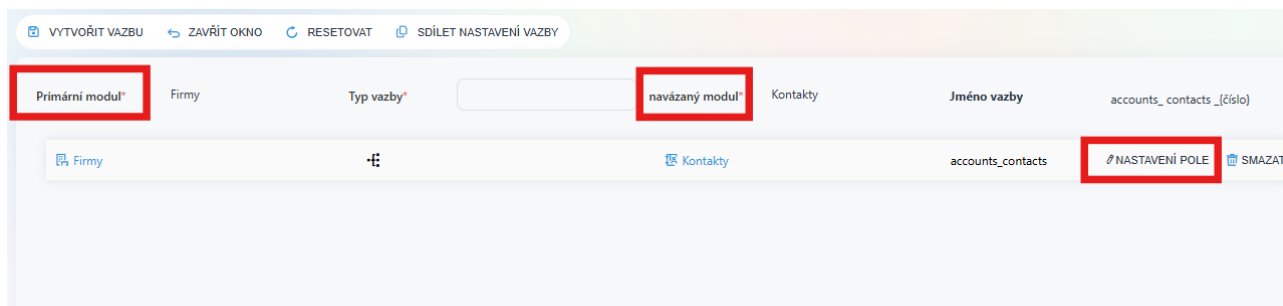 VYTVOŘIT VAZBU ZAVŘÍT OKNO RESETOVAT SDÍLET NASTAVENÍ VAZBY
Primární modul* Firmy Typ vazby* navázaný modul* Kontakty Jméno vazby accounts_ contacts _{číslo}
Firmy Kontakty accounts_contacts NASTAVENÍ POLE SMAZAT